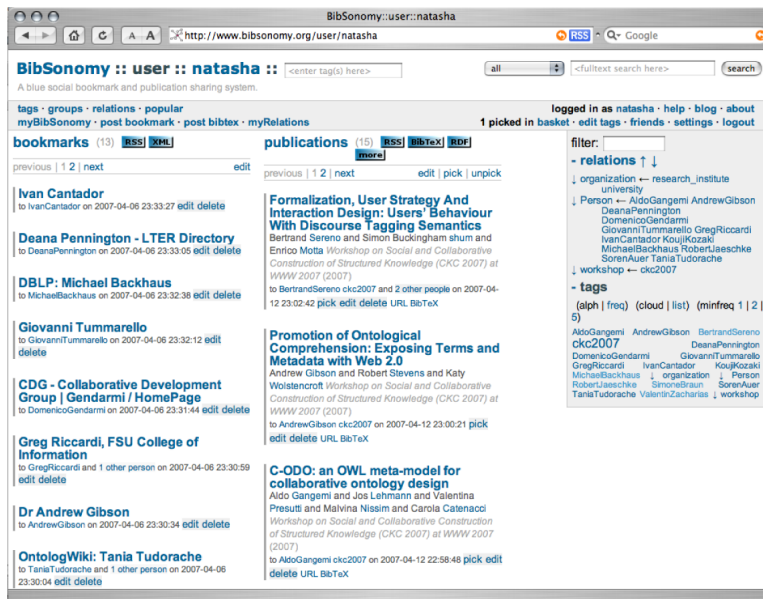 BibSonomy::user::natasha
A A http://www.bibsonomy.org/user/natasha RSS Google
BibSonomy :: user :: natasha :: <enter tag(s) here> all <fulltext search here> search
A blue social bookmark and publication sharing system.
tags · groups · relations · popular
logged in as natasha · help · blog · about
myBibSonomy · post bookmark · post bibtex · myRelations
1 picked in basket · edit tags · friends · settings · logout
bookmarks (13) RSS XML
previous | 1 2 | next edit
Ivan Cantador
to IvanCantador on 2007-04-06 23:33:27 edit delete
Deana Pennington - LTER Directory
to DeanaPennington on 2007-04-06 23:33:05 edit delete
DBLP: Michael Backhaus
to MichaelBackhaus on 2007-04-06 23:32:38 edit delete
Giovanni Tummarello
to GiovanniTummarello on 2007-04-06 23:32:12 edit
delete
CDG - Collaborative Development
Group | Gendarmi / HomePage
to DomenicoGendarmi on 2007-04-06 23:31:44 edit delete
Greg Riccardi, FSU College of
Information
to GregRiccardi and 1 other person on 2007-04-06 23:30:59
edit delete
Dr Andrew Gibson
to AndrewGibson on 2007-04-06 23:30:34 edit delete
OntologWiki: Tania Tudorache
to TaniaTudorache and 1 other person on 2007-04-06
23:30:04 edit delete
publications (15) RSS BibTeX RDF
more
previous | 1 2 | next edit | pick | unpick
Formalization, User Strategy And
Interaction Design: Users' Behaviour
With Discourse Tagging Semantics
Bertrand Sereno and Simon Buckingham shum and
Enrico Motta Workshop on Social and Collaborative
Construction of Structured Knowledge (CKC 2007) at
WWW 2007 (2007)
to BertrandSereno ckc2007 and 2 other people on 2007-04-
12 23:02:42 pick edit delete URL BibTeX
Promotion of Ontological
Comprehension: Exposing Terms and
Metadata with Web 2.0
Andrew Gibson and Robert Stevens and Katy
Wolstencroft Workshop on Social and Collaborative
Construction of Structured Knowledge (CKC 2007) at
WWW 2007 (2007)
to AndrewGibson ckc2007 on 2007-04-12 23:00:21 pick
edit delete URL BibTeX
C-ODO: an OWL meta-model for
collaborative ontology design
Aldo Gangemi and Jos Lehmann and Valentina
Presutti and Malvina Nissim and Carola Catenacci
Workshop on Social and Collaborative Construction
of Structured Knowledge (CKC 2007) at WWW 2007
(2007)
to AldoGangemi ckc2007 on 2007-04-12 22:58:48 pick edit
delete URL BibTeX
filter:
- relations ↑ ↓
↓ organization ← research_institute
university
↓ Person ← AldoGangemi AndrewGibson
DeanaPennington
DomenicoGendarmi
GiovanniTummarello GregRiccardi
IvanCantador KoujiKozaki
MichaelBackhaus RobertJaeschke
SorenAuer TaniaTudorache
↓ workshop ← ckc2007
- tags
(alph | freq) (cloud | list) (minfreq 1 | 2 |
5)
AldoGangemi AndrewGibson BertrandSereno
ckc2007 DeanaPennington
DomenicoGendarmi GiovanniTummarello
GregRiccardi IvanCantador KoujiKozaki
MichaelBackhaus ↓ organization ↓ Person
RobertJaeschke SimoneBraun SorenAuer
TaniaTudorache ValentinZacharias ↓ workshop